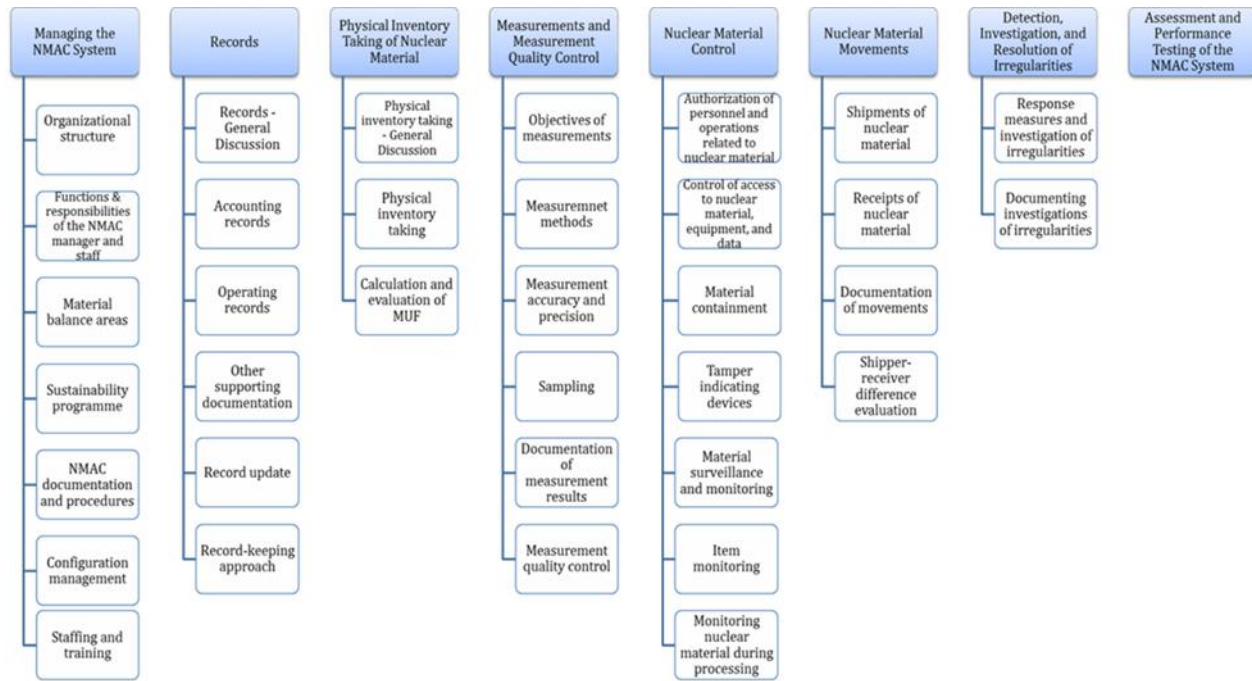 Managing the
NMAC System
Organizational
structure
Functions &
responsibilities
of the NMAC
manager and
staff
Material
balance areas
Sustainability
programme
NMAC
documentation
and procedures
Configuration
management
Staffing and
training
Records
Records -
General
Discussion
Accounting
records
Operating
records
Other
supporting
documentation
Record update
Record-keeping
approach
Physical Inventory
Taking of Nuclear
Material
Physical
inventory taking
- General
Discussion
Physical
inventory
taking
Calculation and
evaluation of
MUF
Measurements and
Measurement
Quality Control
Objectives of
measurements
Measuremnet
methods
Measurement
accuracy and
precision
Sampling
Documentation
of
measurement
results
Measurement
quality control
Nuclear Material
Control
Authorization of
personnel and
operations
related to
nuclear material
Control of access
to nuclear
material,
equipment, and
data
Material
containment
Tamper
indicating
devices
Material
surveillance
and monitoring
Item
monitoring
Monitoring
nuclear
material during
processing
Nuclear Material
Movements
Shipments of
nuclear
material
Receipts of
nuclear
material
Documentation
of movements
Shipper-
receiver
difference
evaluation
Detection,
Investigation, and
Resolution of
Irregularities
Response
measures and
investigation of
irregularities
Documenting
investigations
of irregularities
Assessment and
Performance
Testing of the
NMAC System